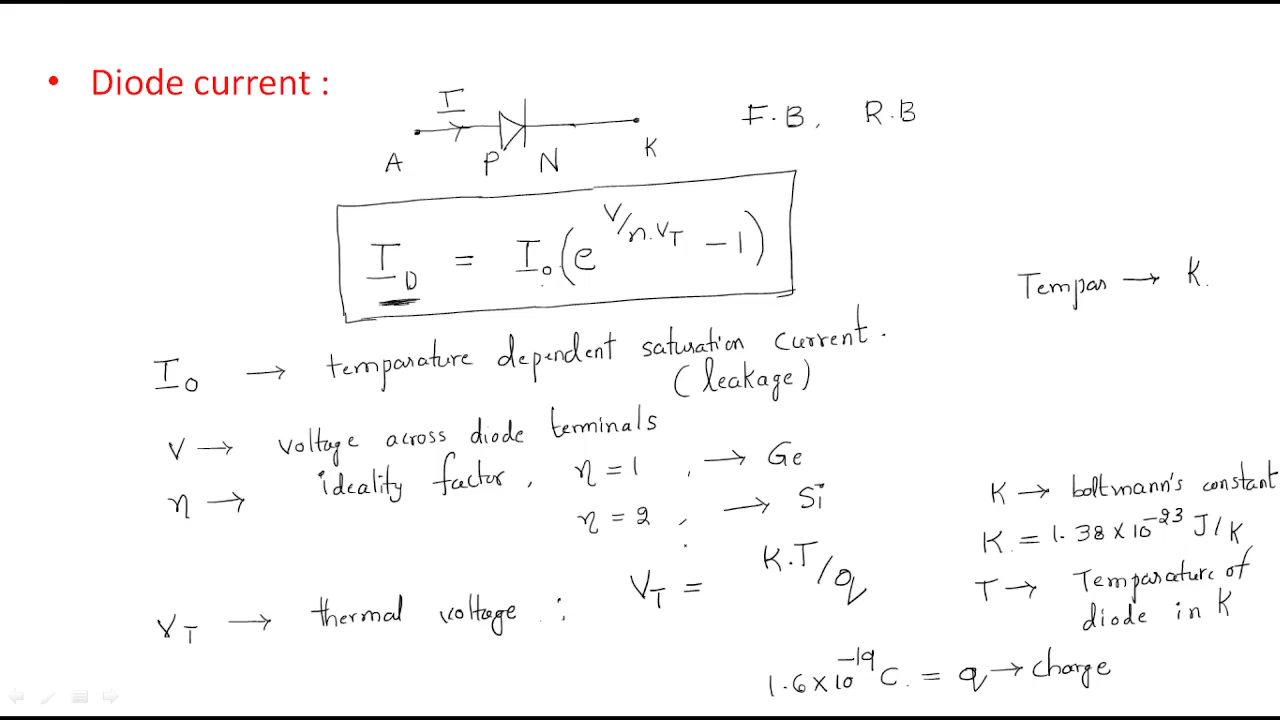 • Diode current :
I
F.B, R.B
A P N K
I_D = I_0 (e^{V/η.V_T} - 1)
Tempar → K.
I_0 → temparature dependent saturation current.
(leakage)
V → voltage across diode terminals
η → ideality factor, η = 1, → Ge
η = 2, → Si
K → boltmann's constant
K = 1.38 x 10^{-23} J/K
V_T → thermal voltage : V_T = K.T/q
T → Temparature of
diode in K
1.6 x 10^{-19} C. = q → charge